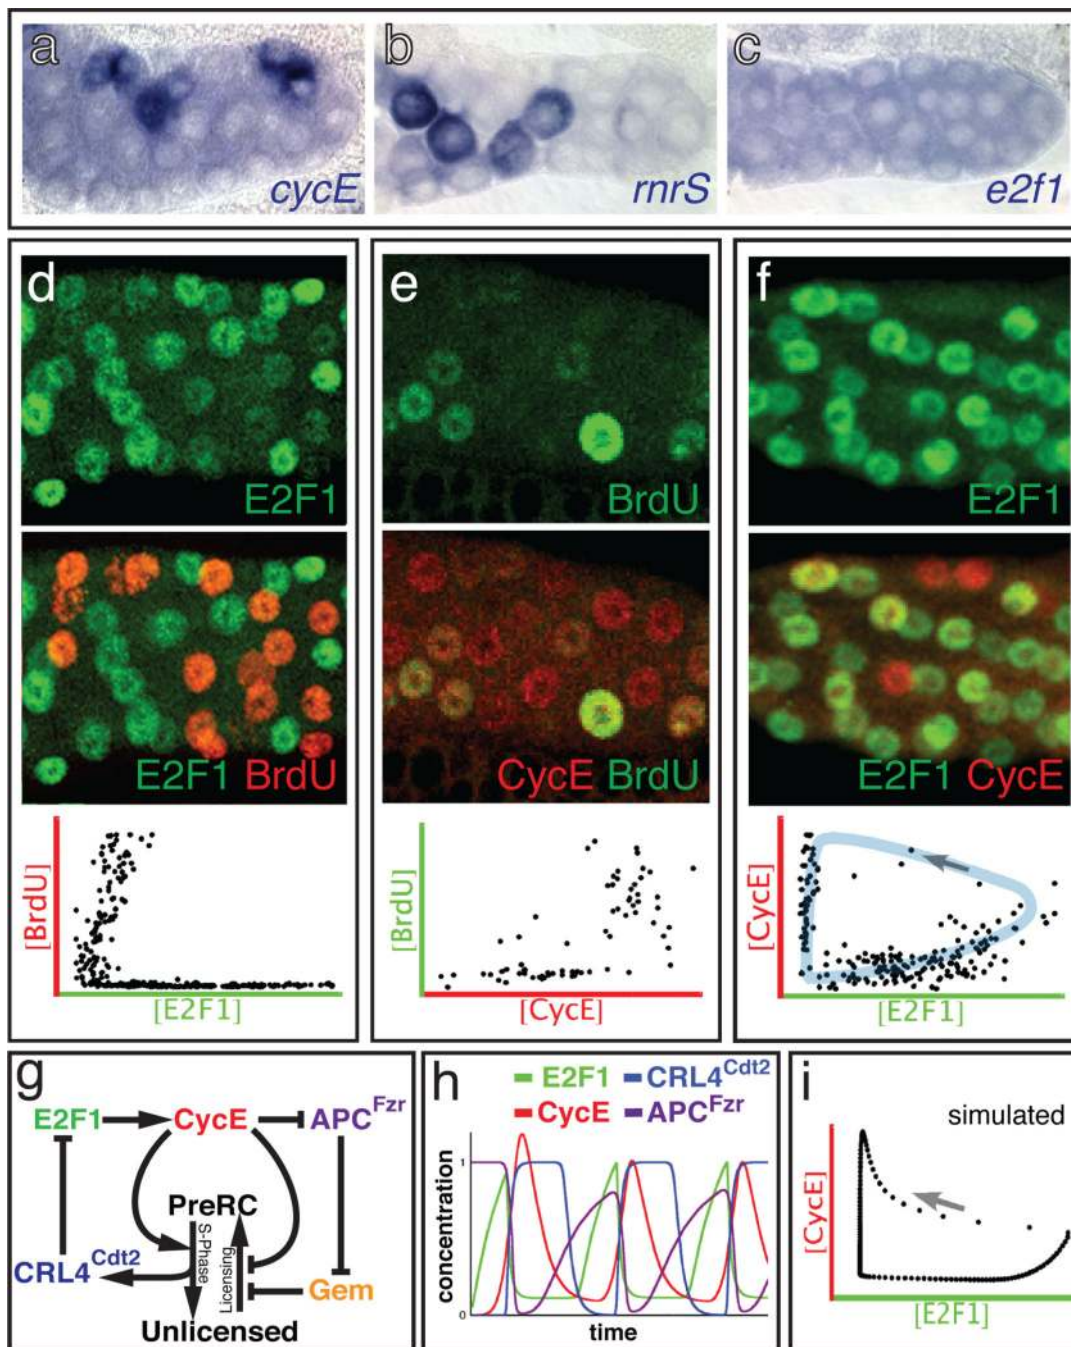 a
cycE
b
rnrS
c
e2f1
d
E2F1
E2F1 BrdU
[BrdU]
[E2F1]
e
BrdU
CycE BrdU
[BrdU]
[CycE]
f
E2F1
E2F1 CycE
[CycE]
[E2F1]
g
E2F1
CycE
APC^Fzr
PreRC
S-Phase
Licensing
CRL4^Cdt2
Gem
Unlicensed
h
E2F1
CRL4^Cdt2
CycE
APC^Fzr
concentration
1
0
time
i
simulated
[CycE]
[E2F1]